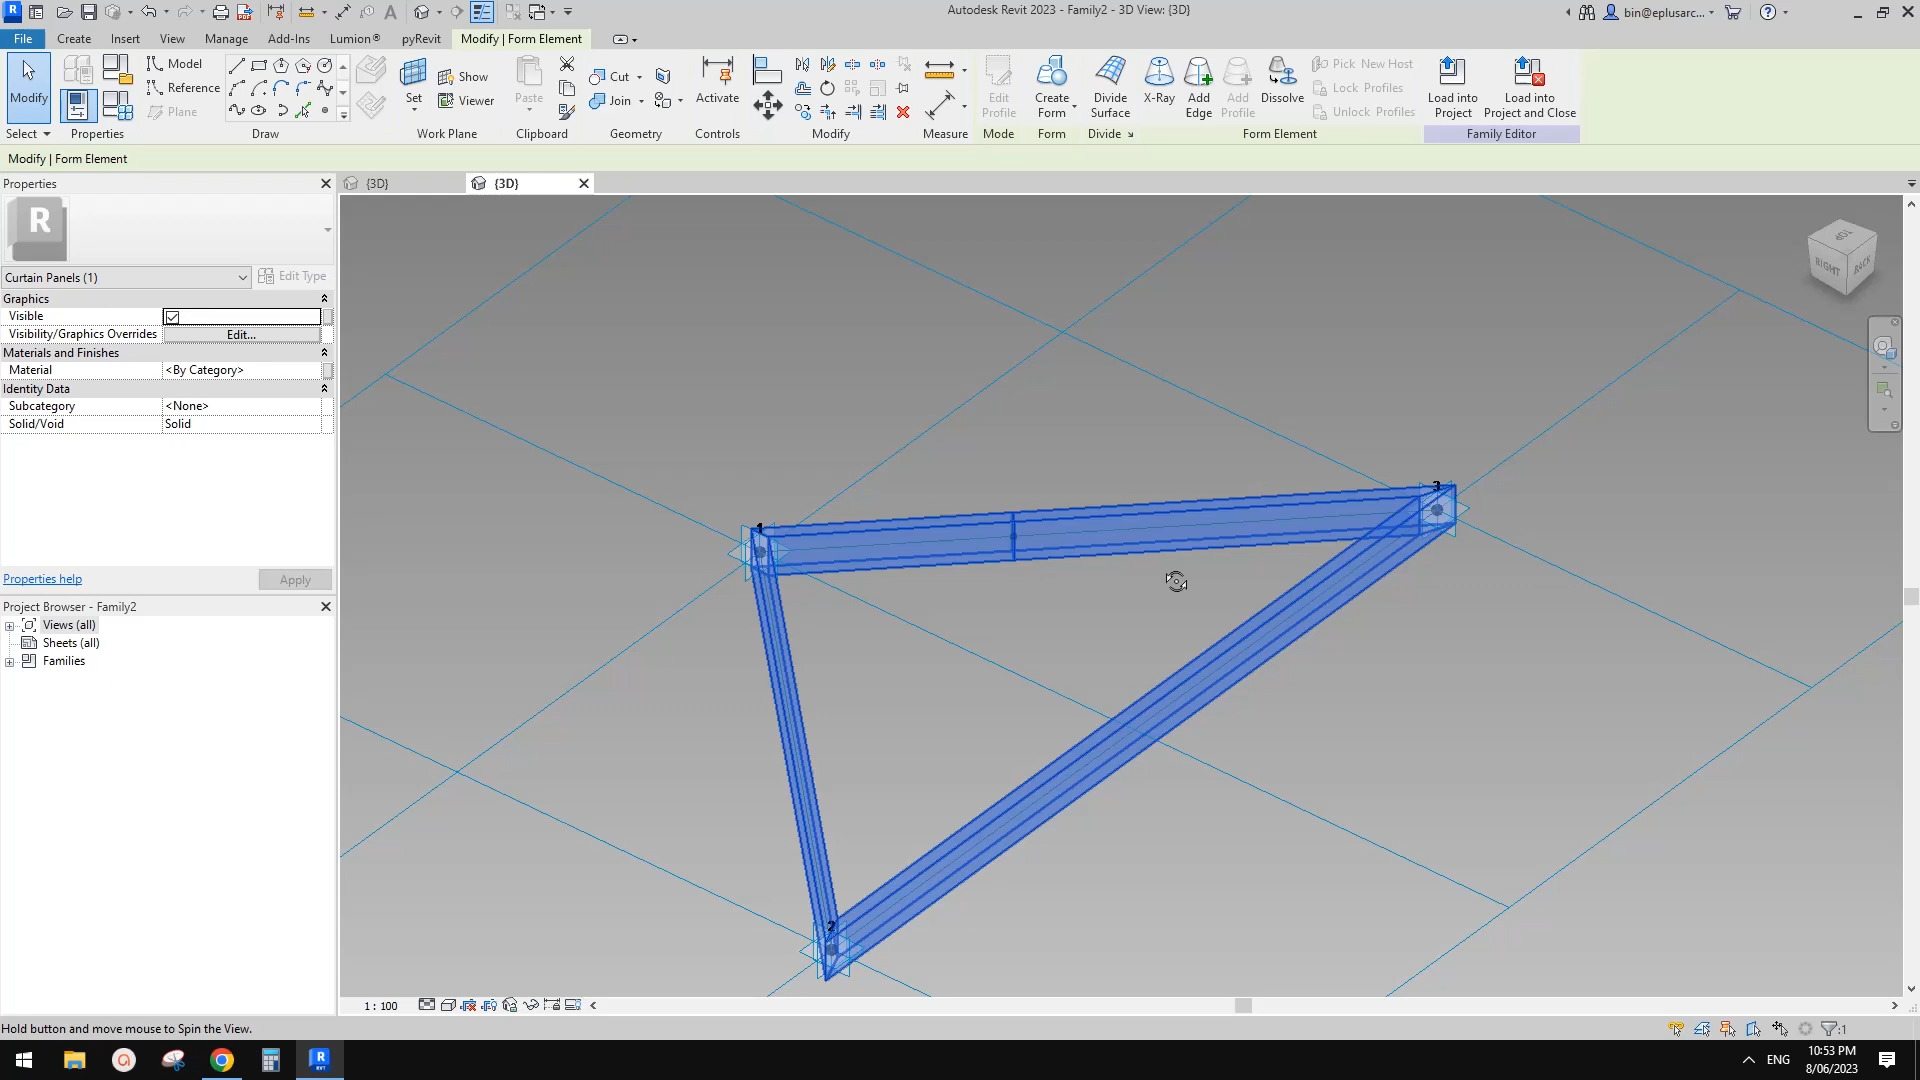 Autodesk Revit 2023 - Family2 - 3D View: {3D}
bin@eplusarc...
File
Create
Insert
View
Manage
Add-Ins
Lumion®
pyRevit
Modify | Form Element
Modify
Model
Reference
Plane
Set
Show
Viewer
Paste
Cut
Join
Activate
Edit
Profile
Create
Form
Divide
Surface
X-Ray
Add
Edge
Add
Profile
Dissolve
Pick New Host
Lock Profiles
Unlock Profiles
Load into
Project
Load into
Project and Close
Select
Properties
Draw
Work Plane
Clipboard
Geometry
Controls
Modify
Measure
Mode
Form
Divide
Form Element
Family Editor
Modify | Form Element
Properties
{3D}
{3D}
R
Curtain Panels (1)
Edit Type
Graphics
Visible
Visibility/Graphics Overrides
Edit...
Materials and Finishes
Material
<By Category>
Identity Data
Subcategory
<None>
Solid/Void
Solid
Properties help
Apply
Project Browser - Family2
Views (all)
Sheets (all)
Families
TOP
RIGHT
BACK
1
3
2
1 : 100
Hold button and move mouse to Spin the View.
:1
ENG
10:53 PM
8/06/2023